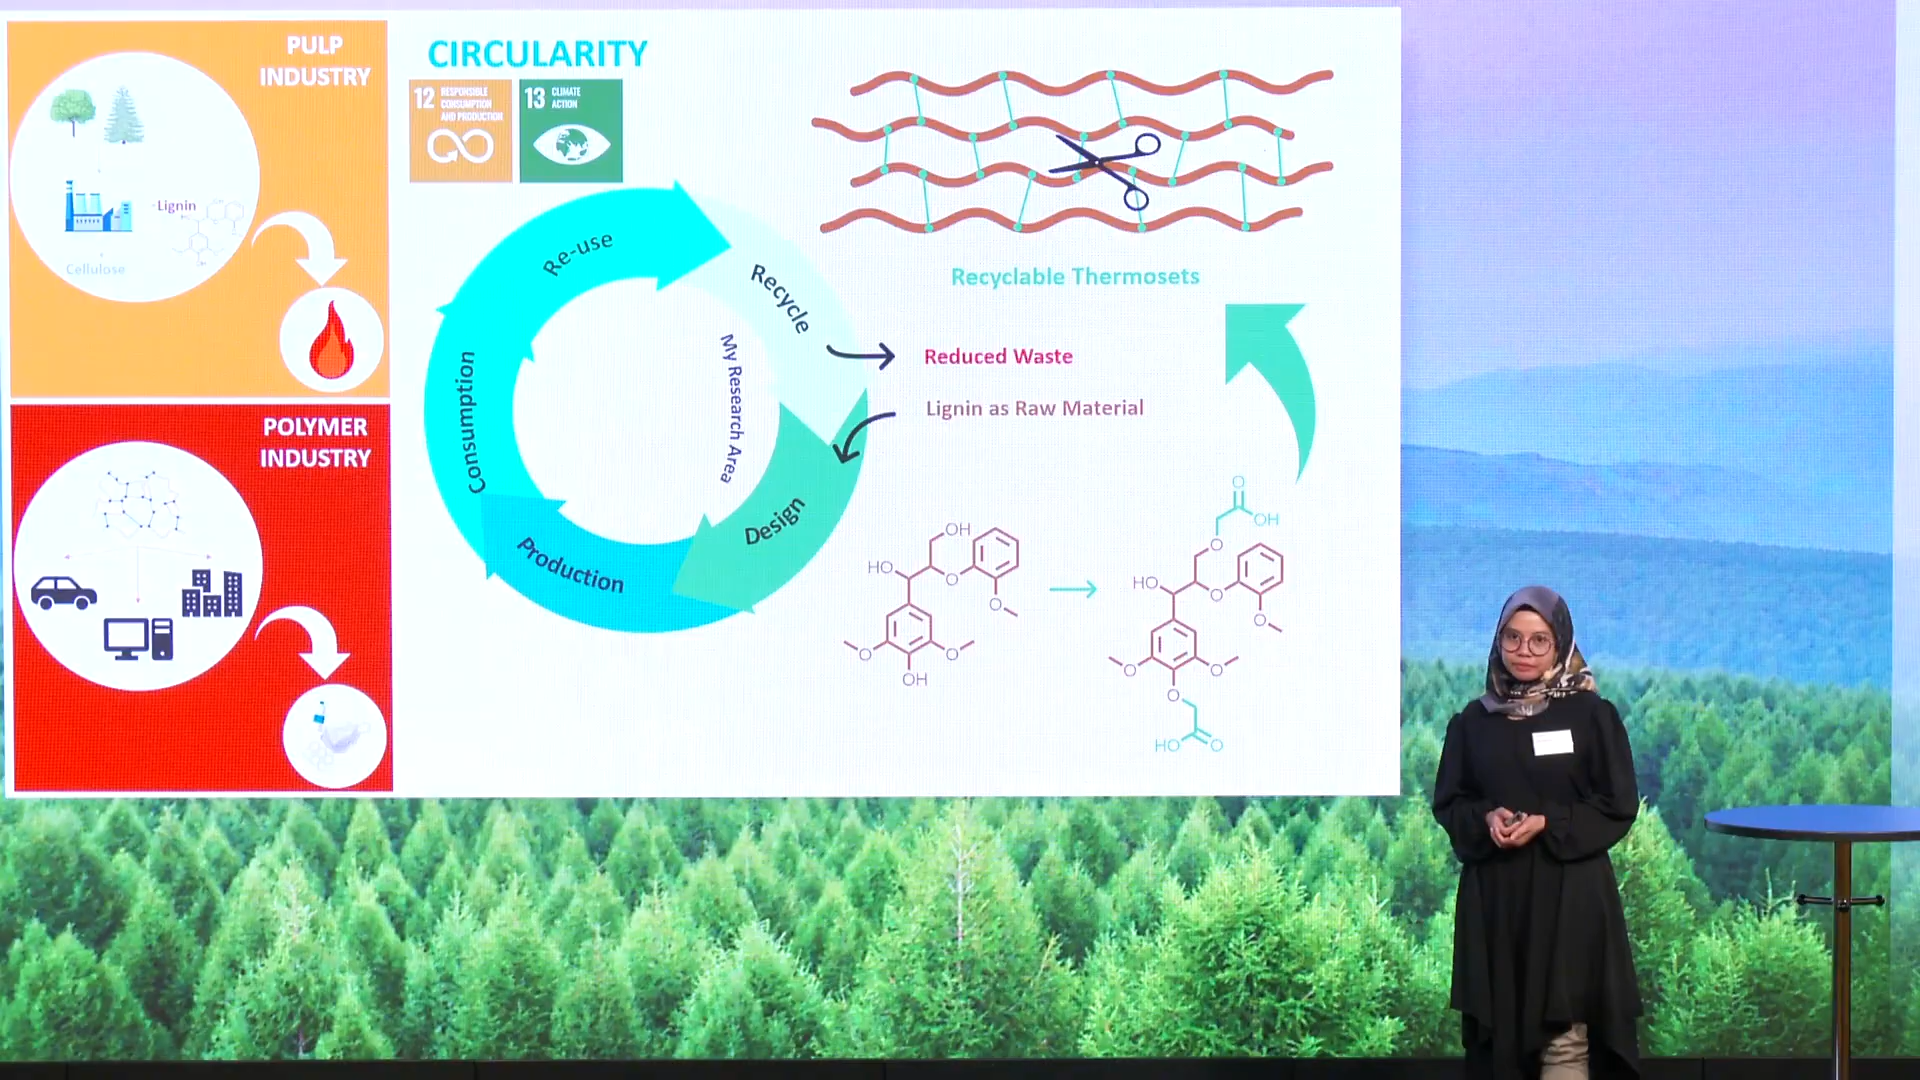 PULP
INDUSTRY
Lignin
Cellulose
POLYMER
INDUSTRY
CIRCULARITY
12 RESPONSIBLE
CONSUMPTION
AND PRODUCTION
13 CLIMATE
ACTION
Re-use
Recycle
My Research Area
Consumption
Production
Design
Recyclable Thermosets
Reduced Waste
Lignin as Raw Material
OH
HO
O
O
O
O
OH
O
OH
O
HO
O
O
O
O
O
HO
O